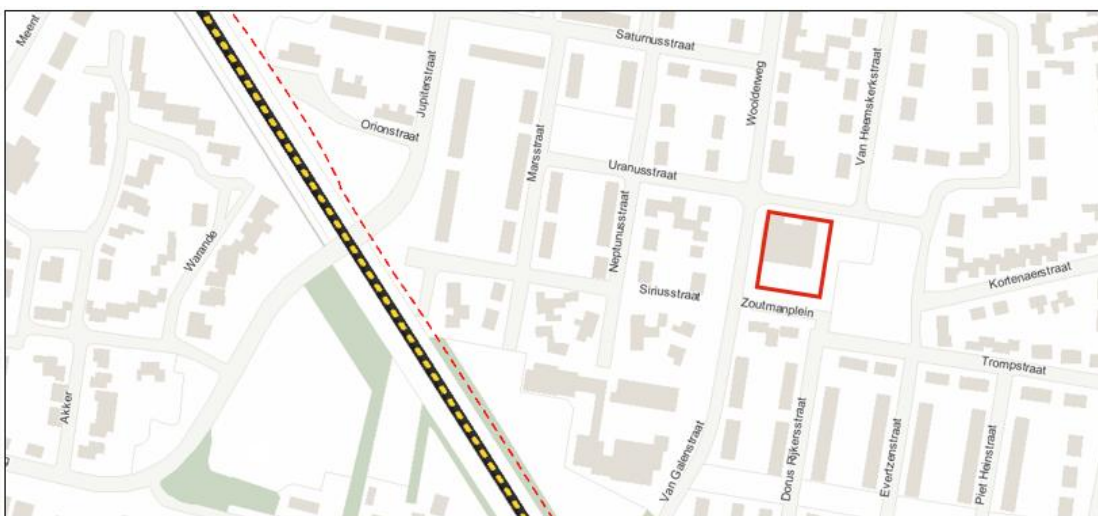 Meent
Saturnusstraat
Jupiterstraat
Wooldeweg
Van Heemskerkstraat
Orionstraat
Marsstraat
Uranusstraat
Warande
Neptunusstraat
Siriusstraat
Zoutmanplein
Kortenaerstraat
Trompstraat
Akker
Van Galenstraat
Dorus Rijkersstraat
Evertzenstraat
Piet Heinstraat
g